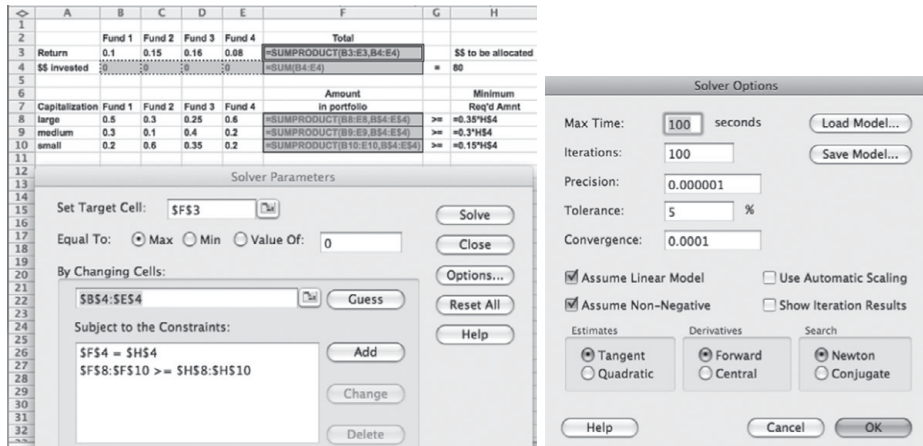 A B C D E F G H
1
2 Fund 1 Fund 2 Fund 3 Fund 4 Total
3 Return 0.1 0.15 0.16 0.08 =SUMPRODUCT(B3:E3,B4:E4) $$ to be allocated
4 $$ invested 0 0 0 0 =SUM(B4:E4) = 80
5
6 Amount Minimum
7 Capitalization Fund 1 Fund 2 Fund 3 Fund 4 in portfolio Req'd Amnt
8 large 0.5 0.3 0.25 0.6 =SUMPRODUCT(B8:E8,B$4:E$4) >= =0.35*H$4
9 medium 0.3 0.1 0.4 0.2 =SUMPRODUCT(B9:E9,B$4:E$4) >= =0.3*H$4
10 small 0.2 0.6 0.35 0.2 =SUMPRODUCT(B10:E10,B$4:E$4) >= =0.15*H$4
11
12
13
14
15
16
17
18
19
20
21
22
23
24
25
26
27
28
29
30
31
32
Solver Parameters
Set Target Cell: $F$3 Solve
Equal To: Max Min Value Of: 0 Close
By Changing Cells: Options...
$B$4:$E$4 Guess Reset All
Subject to the Constraints: Help
$F$4 = $H$4 Add
$F$8:$F$10 >= $H$8:$H$10
Change
Delete
Solver Options
Max Time: 100 seconds Load Model...
Iterations: 100 Save Model...
Precision: 0.000001
Tolerance: 5 %
Convergence: 0.0001
Assume Linear Model Use Automatic Scaling
Assume Non-Negative Show Iteration Results
Estimates Derivatives Search
Tangent Forward Newton
Quadratic Central Conjugate
Help Cancel OK